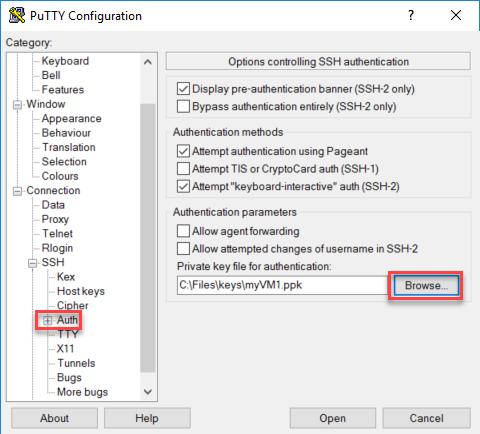 PuTTY Configuration
Category:
Keyboard
Bell
Features
Window
Appearance
Behaviour
Translation
Selection
Colours
Connection
Data
Proxy
Telnet
Rlogin
SSH
Kex
Host keys
Cipher
Auth
TTY
X11
Tunnels
Bugs
More bugs
Options controlling SSH authentication
Display pre-authentication banner (SSH-2 only)
Bypass authentication entirely (SSH-2 only)
Authentication methods
Attempt authentication using Pageant
Attempt TIS or CryptoCard auth (SSH-1)
Attempt "keyboard-interactive" auth (SSH-2)
Authentication parameters
Allow agent forwarding
Allow attempted changes of username in SSH-2
Private key file for authentication:
C:\Files\keys\myVM1.ppk
Browse...
About
Help
Open
Cancel